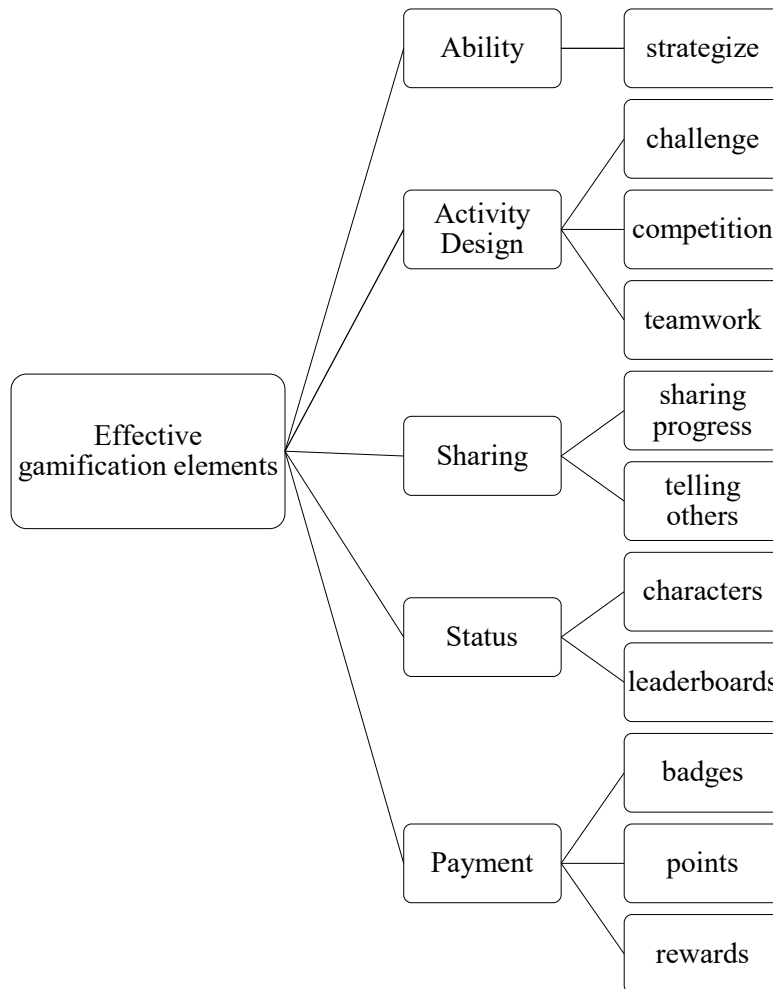 Ability
strategize
challenge
Activity
Design
competition
teamwork
Effective
gamification elements
sharing
progress
Sharing
telling
others
characters
Status
leaderboards
badges
Payment
points
rewards